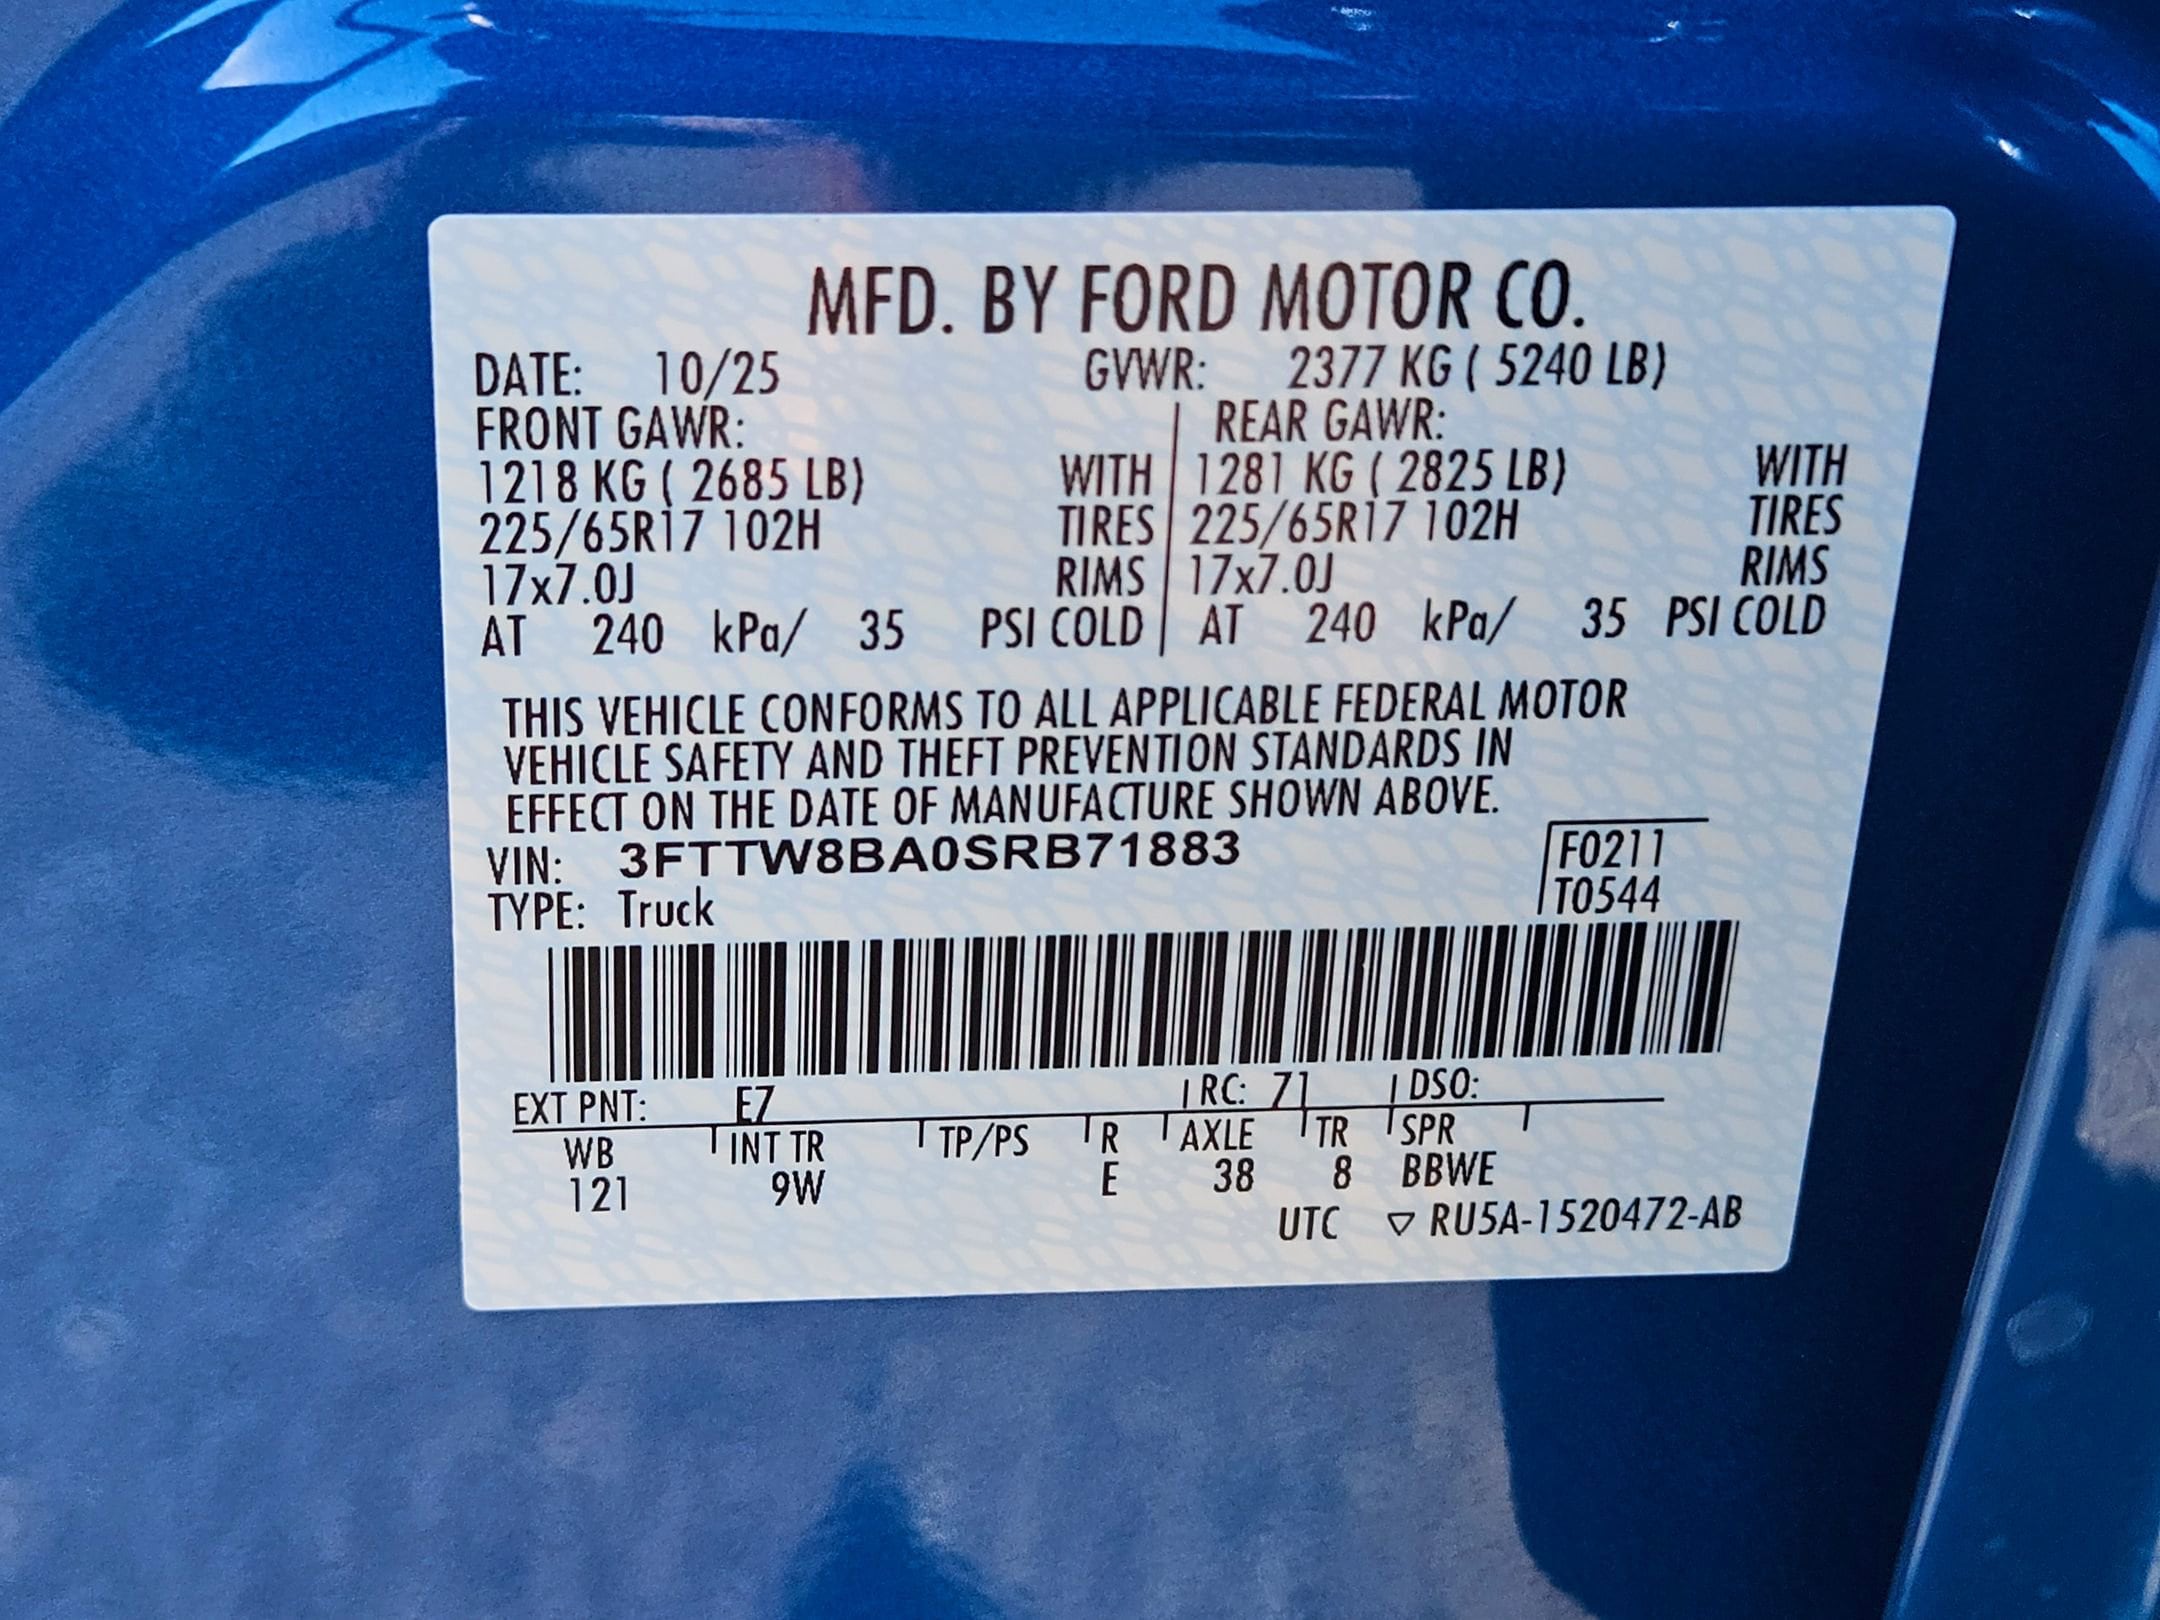 MFD. BY FORD MOTOR CO.
DATE: 10/25 GVWR: 2377 KG ( 5240 LB)
FRONT GAWR: REAR GAWR:
1218 KG ( 2685 LB) WITH 1281 KG ( 2825 LB) WITH
225/65R17 102H TIRES 225/65R17 102H TIRES
17x7.0J RIMS 17x7.0J RIMS
AT 240 kPa/ 35 PSI COLD AT 240 kPa/ 35 PSI COLD
THIS VEHICLE CONFORMS TO ALL APPLICABLE FEDERAL MOTOR
VEHICLE SAFETY AND THEFT PREVENTION STANDARDS IN
EFFECT ON THE DATE OF MANUFACTURE SHOWN ABOVE.
VIN: 3FTTW8BA0SRB71883 F0211
TYPE: Truck T0544
EXT PNT: E7 RC: 71 DSO:
WB INT TR TP/PS R AXLE TR SPR
121 9W E 38 8 BBWE
UTC ▽ RU5A-1520472-AB